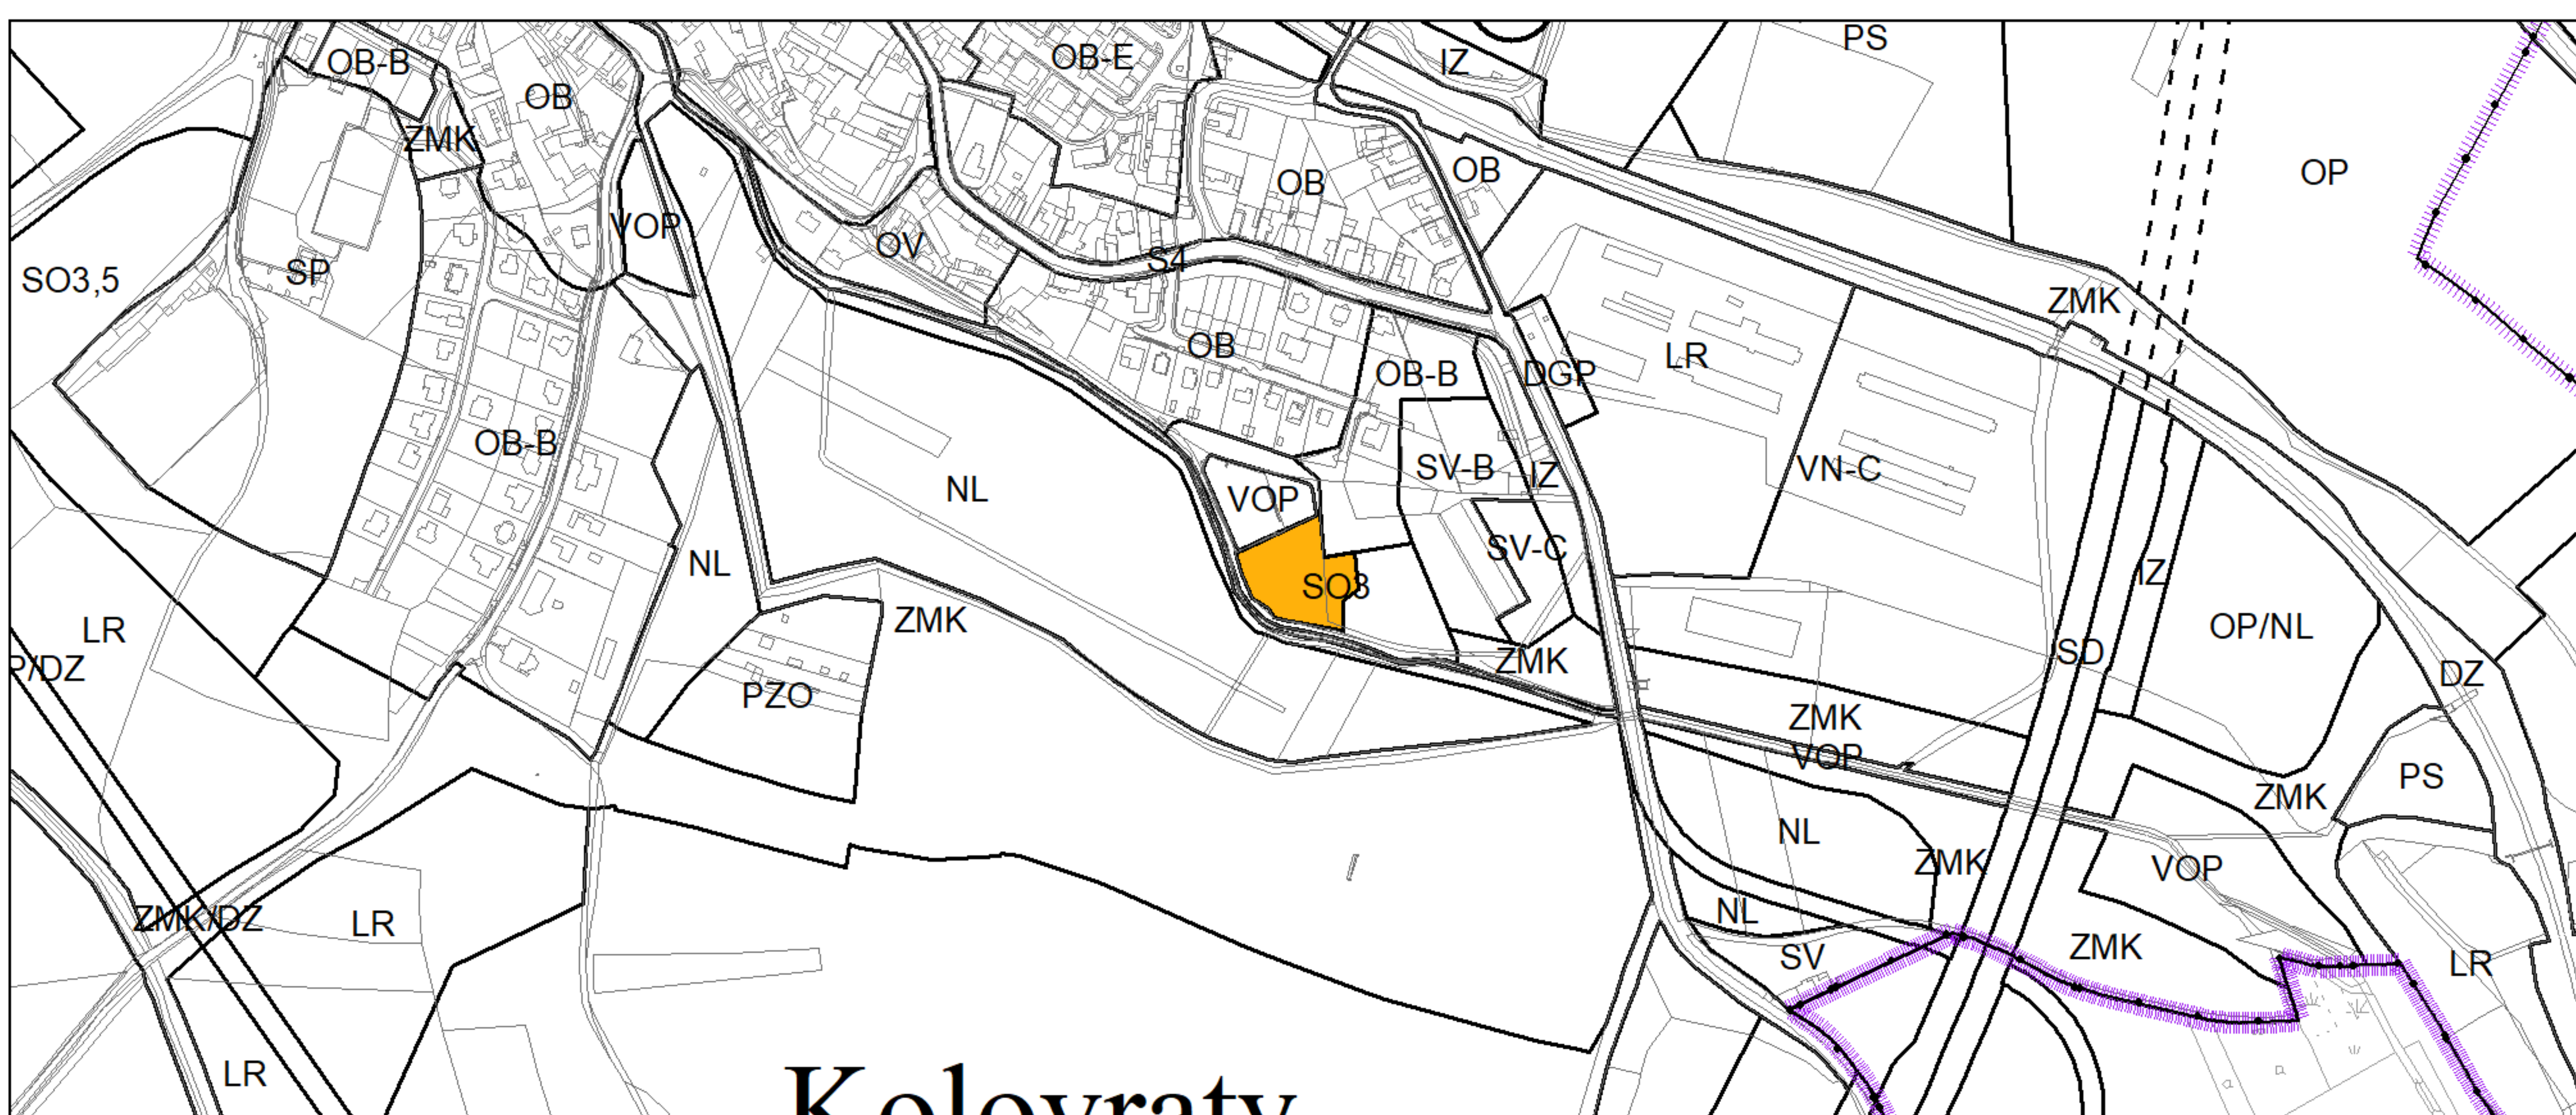 PS
OB-E
IZ
OB-B
OB
ZMK
OB
OP
OB
VOP
OV
S4
SP
SO3,5
ZMK
OB
LR
OB-B
DGP
OB-B
SV-B
VN-C
IZ
NL
VOP
SV-C
NL
IZ
SO3
ZMK
OP/NL
LR
SD
ZMK
P/DZ
DZ
PZO
ZMK
VOP
PS
ZMK
NL
ZMK
VOP
NL
ZMK/DZ
LR
ZMK
SV
LR
LR
Kolovraty